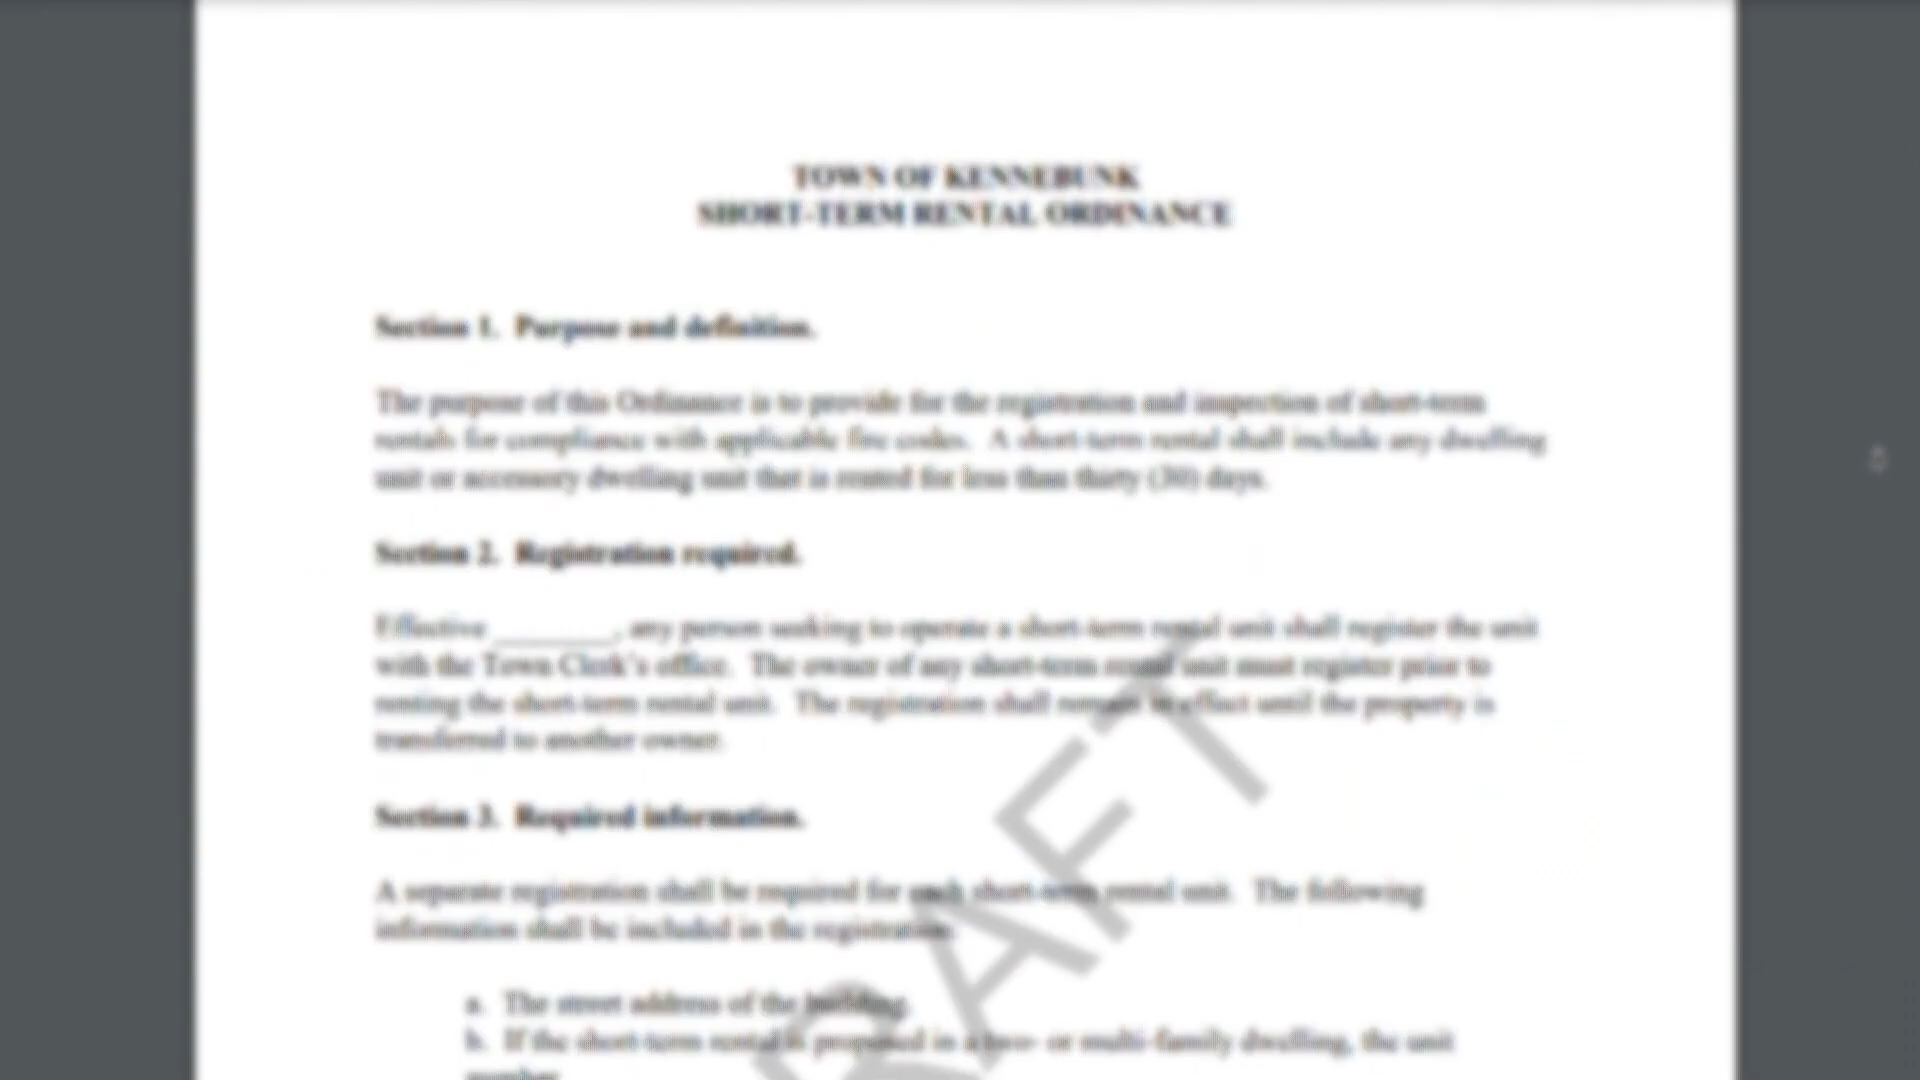 TOWN OF KENNEBUNK
SHORT-TERM RENTAL ORDINANCE
Section 1. Purpose and definition.
The purpose of this Ordinance is to provide for the registration and inspection of short-term
rentals for compliance with applicable fire codes. A short-term rental shall include any dwelling
unit or accessory dwelling unit that is rented for less than thirty (30) days.
Section 2. Registration required.
Effective ________, any person seeking to operate a short-term rental unit shall register the unit
with the Town Clerk's office. The owner of any short-term rental unit must register prior to
renting the short-term rental unit. The registration shall remain in effect until the property is
transferred to another owner.
Section 3. Required information.
A separate registration shall be required for each short-term rental unit. The following
information shall be included in the registration:
a. The street address of the building.
b. If the short-term rental is proposed in a two- or multi-family dwelling, the unit
number
RAFT